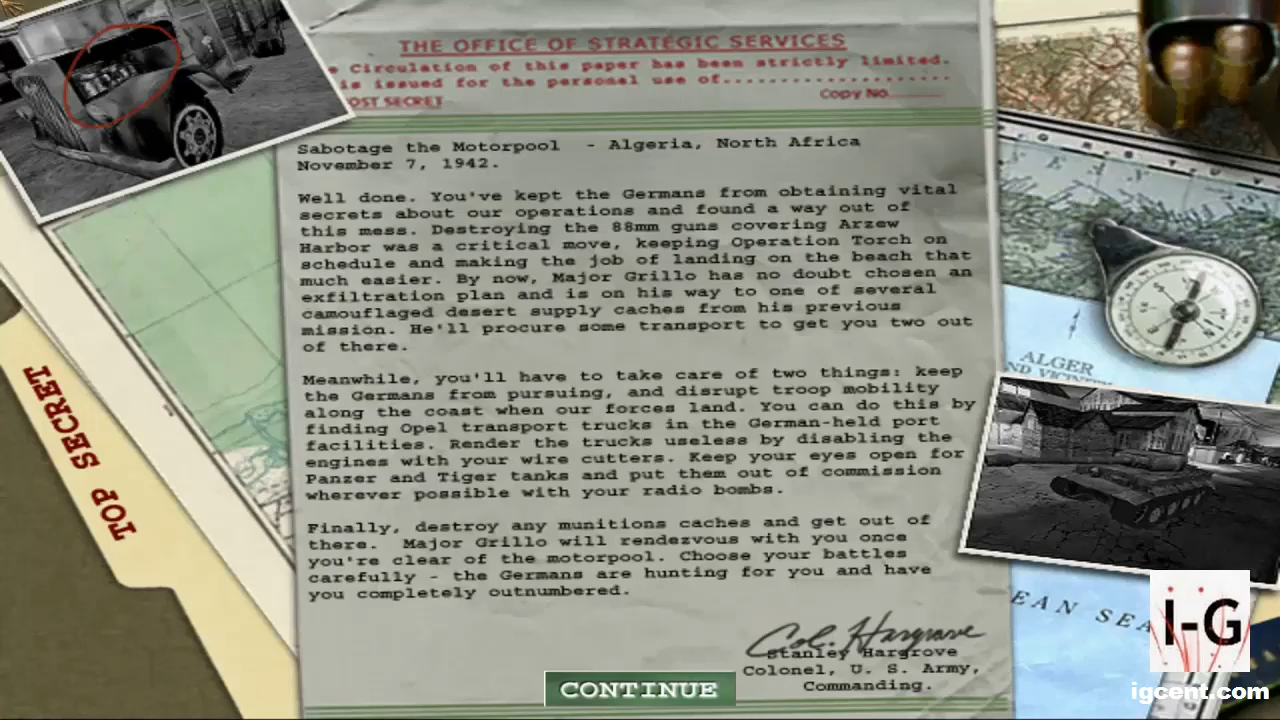 THE OFFICE OF STRATEGIC SERVICES
e Circulation of this paper has been strictly limited.
is issued for the personal use of......................
OST SECRET
Copy No.
Sabotage the Motorpool - Algeria, North Africa
November 7, 1942.
Well done. You've kept the Germans from obtaining vital
secrets about our operations and found a way out of
this mess. Destroying the 88mm guns covering Arzew
Harbor was a critical move, keeping Operation Torch on
schedule and making the job of landing on the beach that
much easier. By now, Major Grillo has no doubt chosen an
exfiltration plan and is on his way to one of several
camouflaged desert supply caches from his previous
mission. He'll procure some transport to get you two out
of there.
Meanwhile, you'll have to take care of two things: keep
the Germans from pursuing, and disrupt troop mobility
along the coast when our forces land. You can do this by
finding Opel transport trucks in the German-held port
facilities. Render the trucks useless by disabling the
engines with your wire cutters. Keep your eyes open for
Panzer and Tiger tanks and put them out of commission
wherever possible with your radio bombs.
Finally, destroy any munitions caches and get out of
there. Major Grillo will rendezvous with you once
you're clear of the motorpool. Choose your battles
carefully - the Germans are hunting for you and have
you completely outnumbered.
Col. Hargrove
Stanley Hargrove
Colonel, U. S. Army,
Commanding.
CONTINUE
TOP SECRET
ALGER
ND VICINITY
EAN SEA
I-G
igcent.com